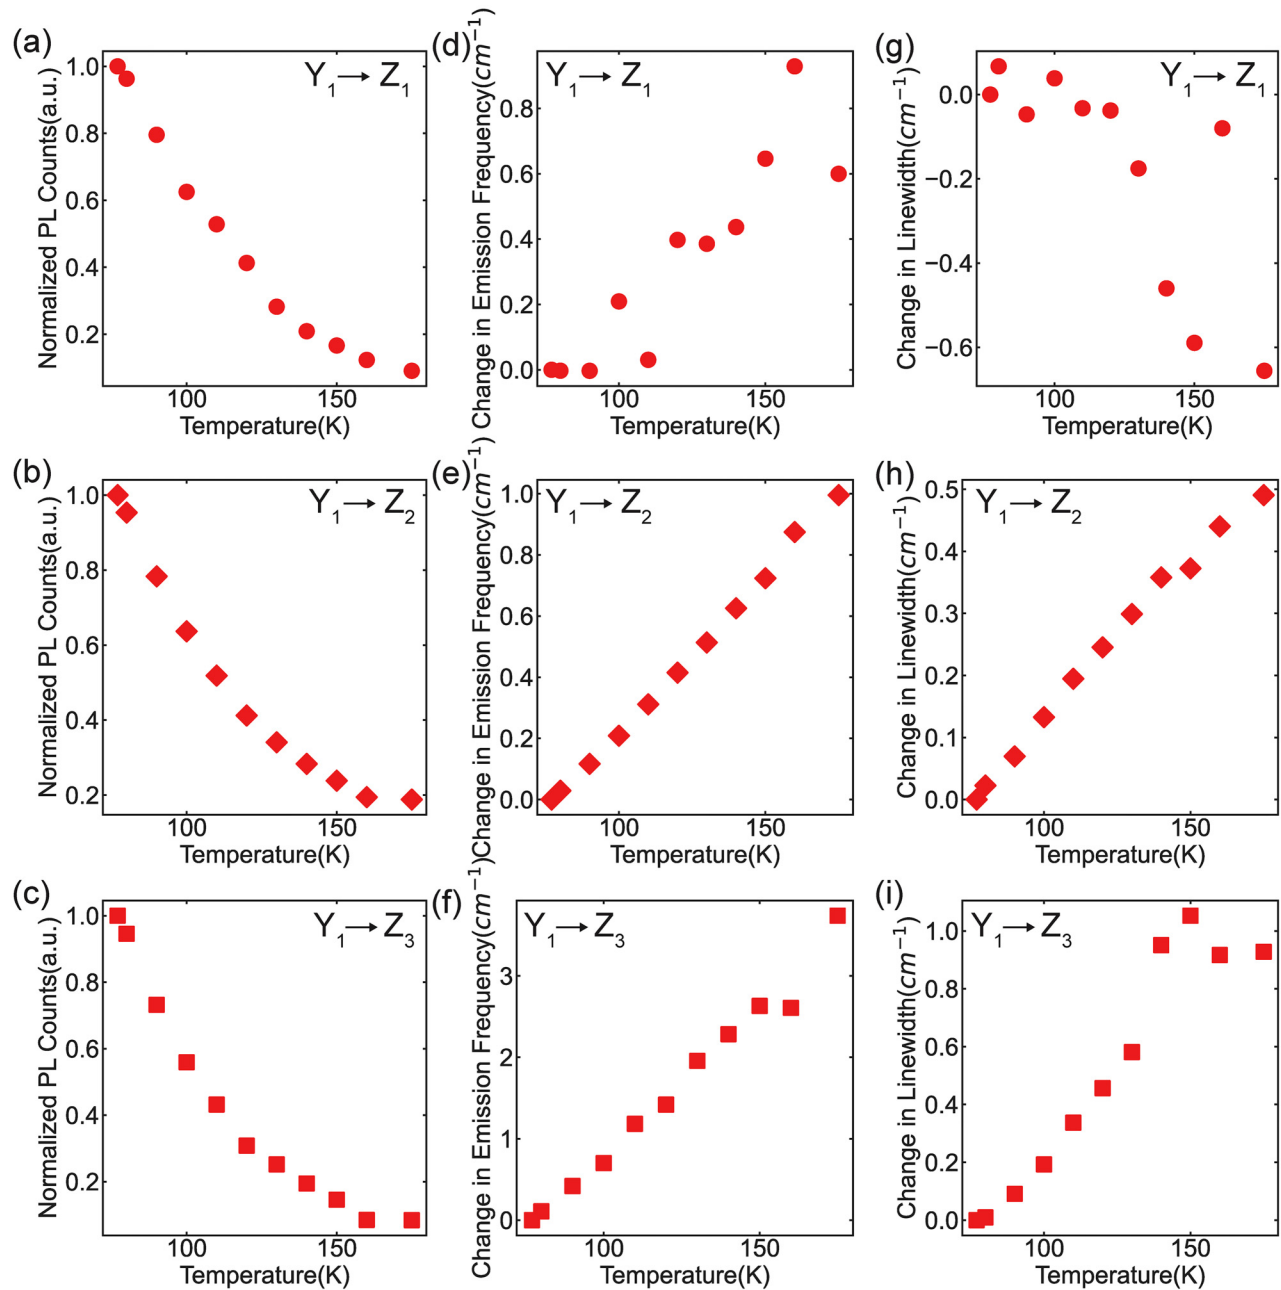 (a)
Normalized PL Counts(a.u.)
1.0
0.8
0.6
0.4
0.2
Y1→Z1
100
150
Temperature(K)
(d)
Change in Emission Frequency(cm−1)
0.8
0.6
0.4
0.2
0.0
Y1→Z1
100
150
Temperature(K)
(g)
Change in Linewidth(cm−1)
0.0
−0.2
−0.4
−0.6
Y1→Z1
100
150
Temperature(K)
(b)
Normalized PL Counts(a.u.)
1.0
0.8
0.6
0.4
0.2
Y1→Z2
100
150
Temperature(K)
(e)
Change in Emission Frequency(cm−1)
1.0
0.8
0.6
0.4
0.2
0.0
Y1→Z2
100
150
Temperature(K)
(h)
Change in Linewidth(cm−1)
0.5
0.4
0.3
0.2
0.1
0.0
Y1→Z2
100
150
Temperature(K)
(c)
Normalized PL Counts(a.u.)
1.0
0.8
0.6
0.4
0.2
Y1→Z3
100
150
Temperature(K)
(f)
Change in Emission Frequency(cm−1)
3
2
1
0
Y1→Z3
100
150
Temperature(K)
(i)
Change in Linewidth(cm−1)
1.0
0.8
0.6
0.4
0.2
0.0
Y1→Z3
100
150
Temperature(K)